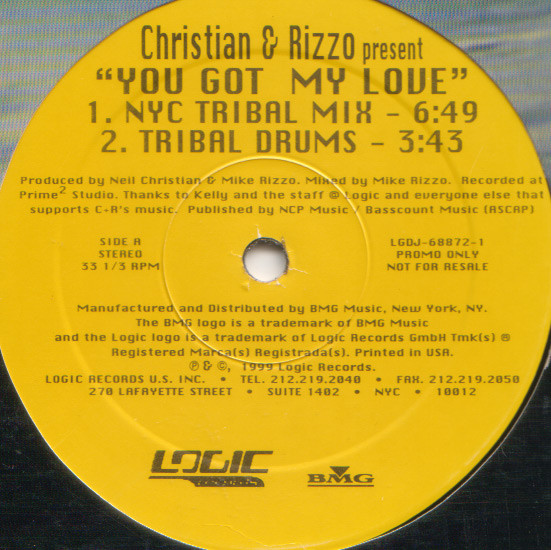 Christian & Rizzo present
"YOU GOT MY LOVE"
1. NYC TRIBAL MIX - 6:49
2. TRIBAL DRUMS - 3:43
Produced by Neil Christian & Mike Rizzo. Mixed by Mike Rizzo. Recorded at
Prime² Studio. Thanks to Kelly and the staff @ Logic and everyone else that
supports C+R's music. Published by NCP Music / Basscount Music (ASCAP)
SIDE A
STEREO
33 1/3 RPM
LGDJ-68872-1
PROMO ONLY
NOT FOR RESALE
Manufactured and Distributed by BMG Music, New York, NY.
The BMG logo is a trademark of BMG Music
and the Logic logo is a trademark of Logic Records GmbH Tmk(s) ®
Registered Marca(s) Registrada(s). Printed in USA.
℗ & ©, 1999 Logic Records.
LOGIC RECORDS U.S. INC. • TEL. 212.219.2040 • FAX. 212.219.2050
270 LAFAYETTE STREET • SUITE 1402 • NYC • 10012
LOGIC
RECORDS
BMG